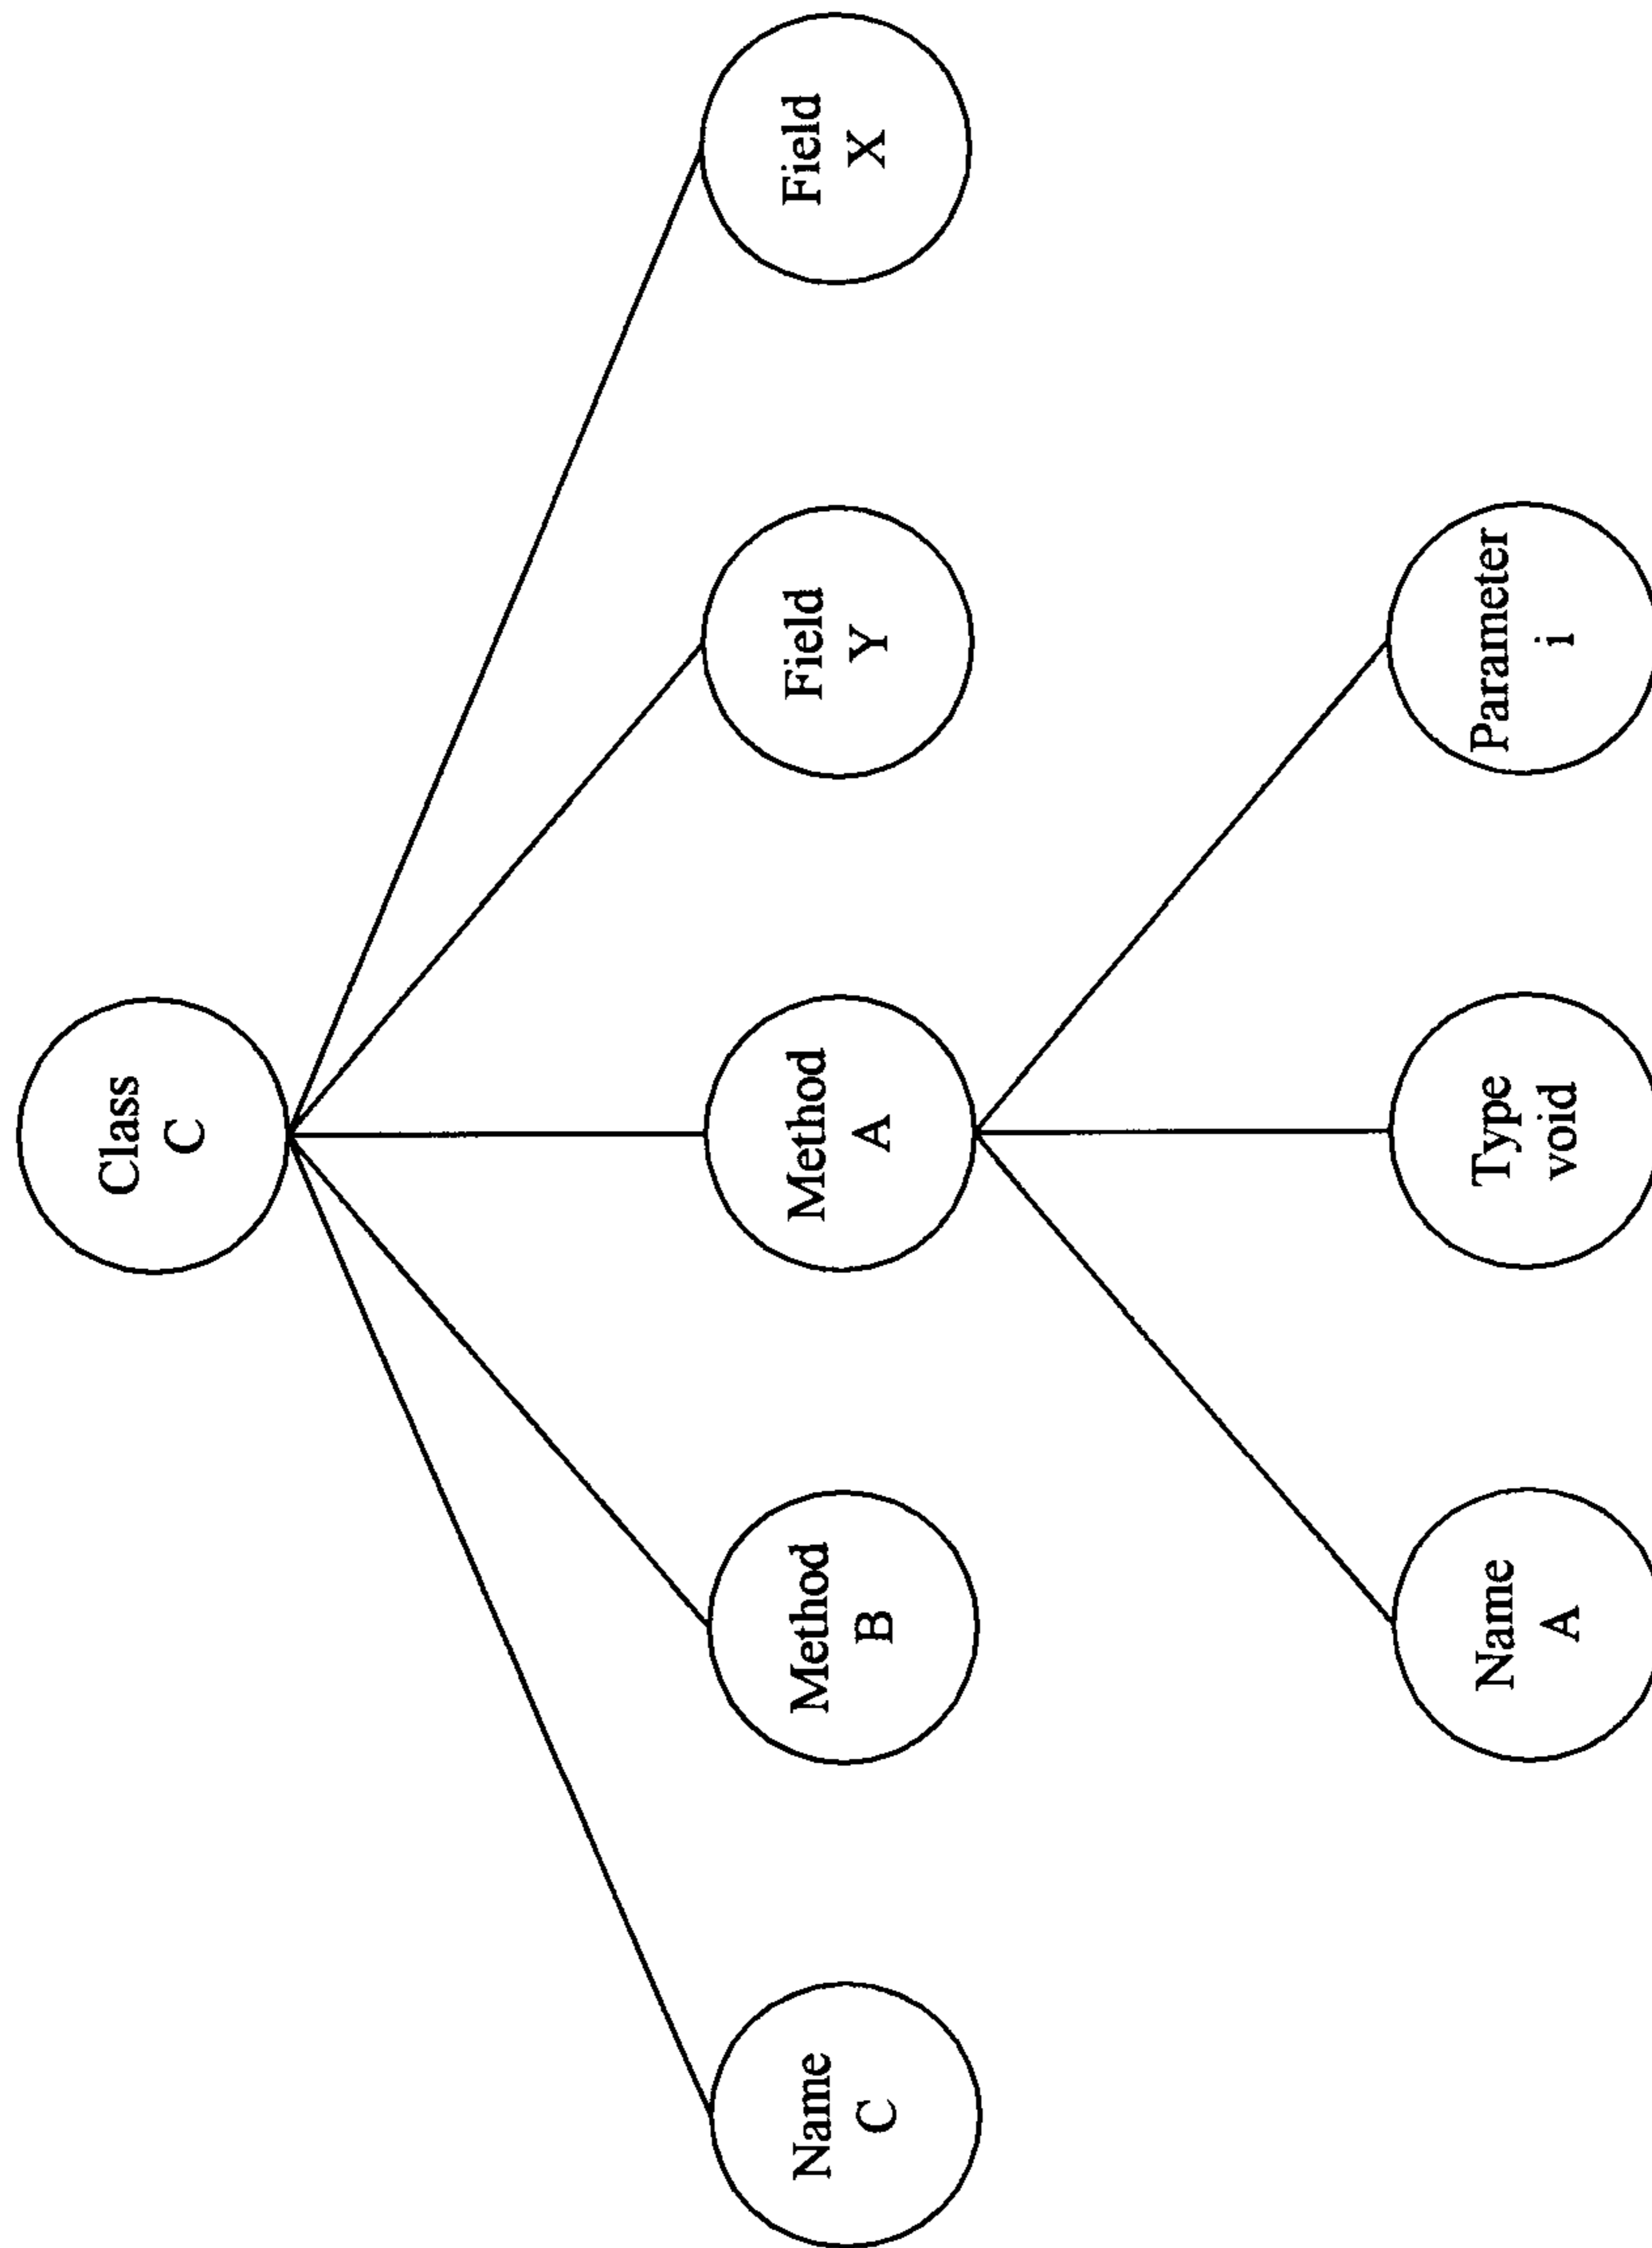 Class
C
Name
C
Method
B
Method
A
Field
Y
Field
X
Name
A
Type
void
Parameter
i